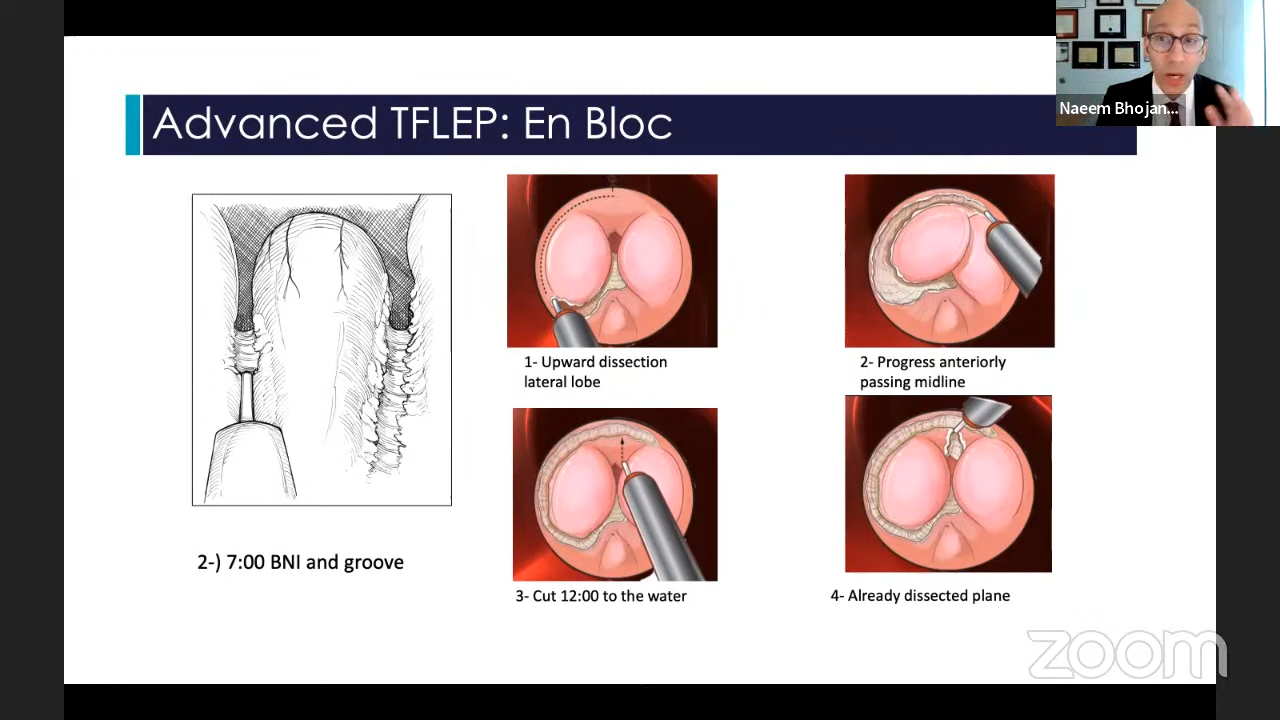 Advanced TFLEP: En Bloc
Naeem Bhojan...
1- Upward dissection
lateral lobe
2- Progress anteriorly
passing midline
2-) 7:00 BNI and groove
3- Cut 12:00 to the water
4- Already dissected plane
zoom